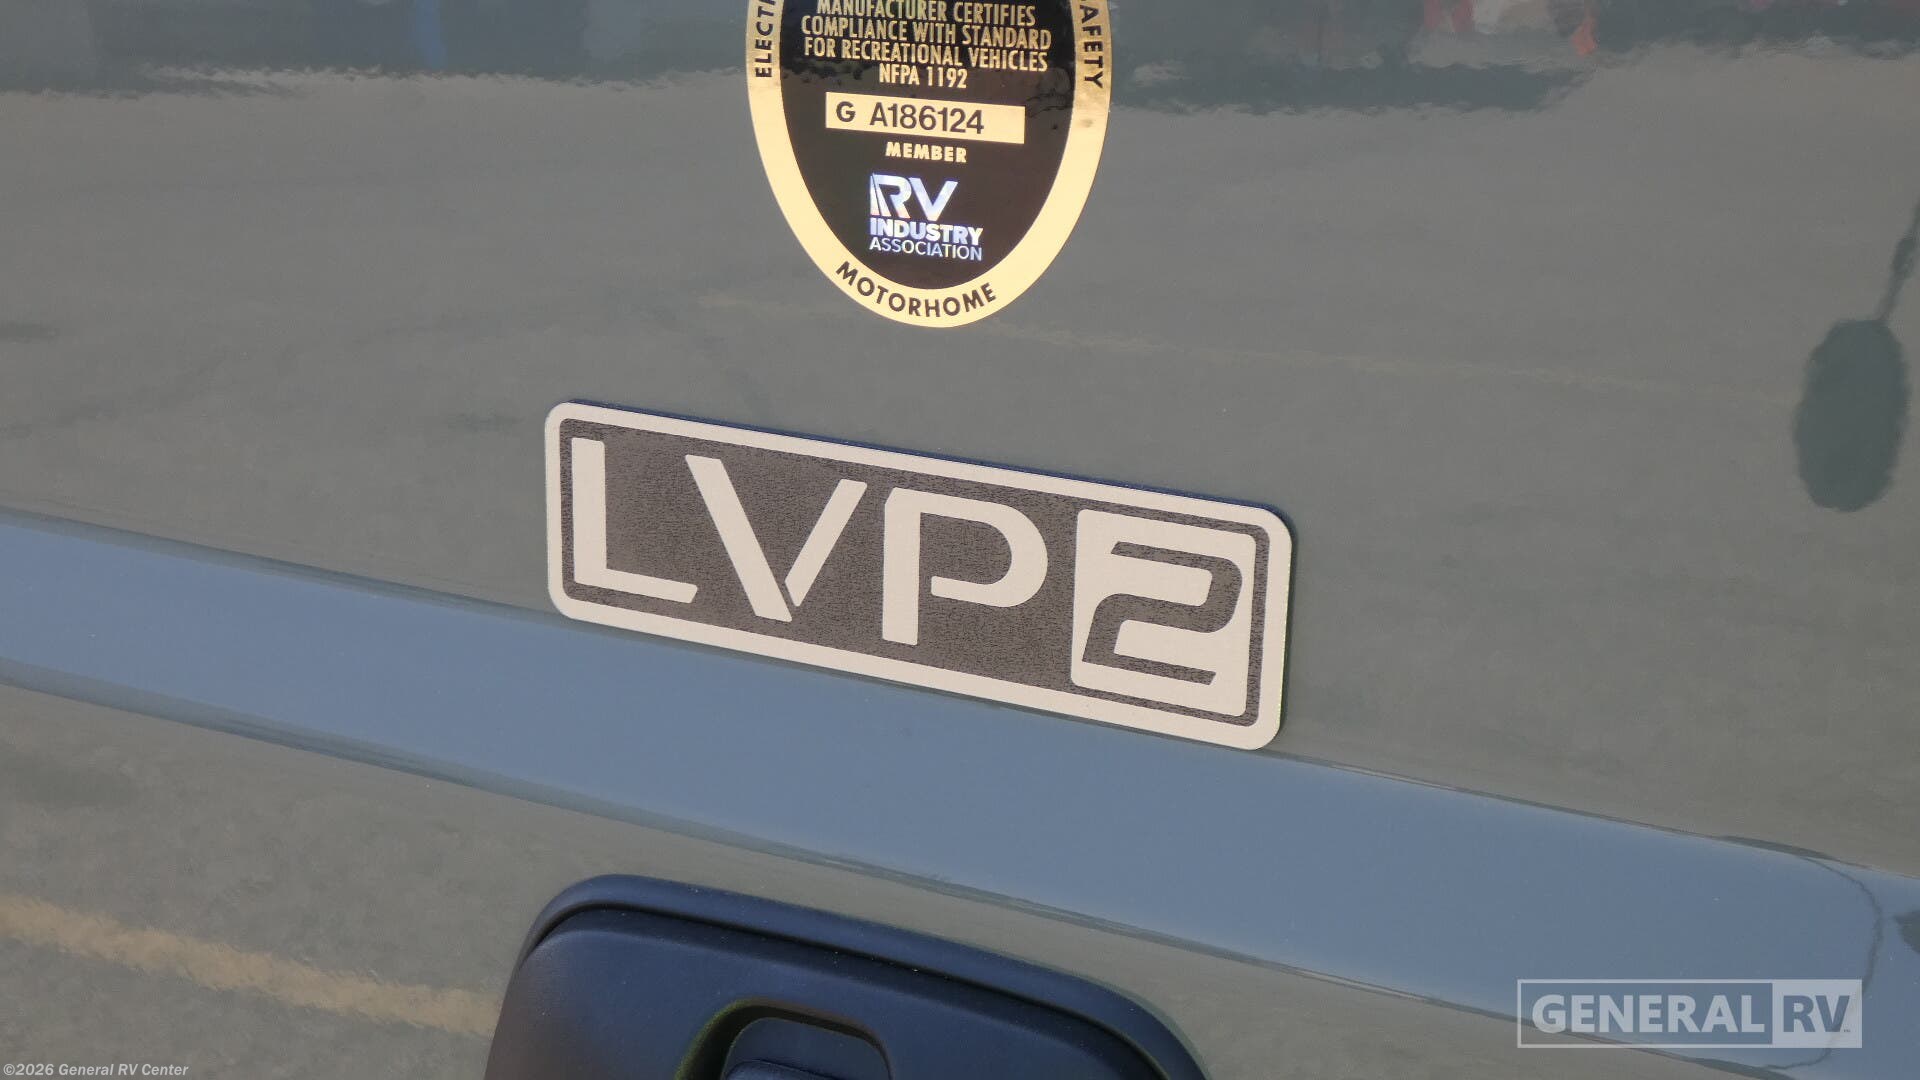 MANUFACTURER CERTIFIES
COMPLIANCE WITH STANDARD
FOR RECREATIONAL VEHICLES
NFPA 1192
G A186124
MEMBER
RV
INDUSTRY
ASSOCIATION
MOTORHOME
LVP2
GENERAL RV
©2026 General RV Center